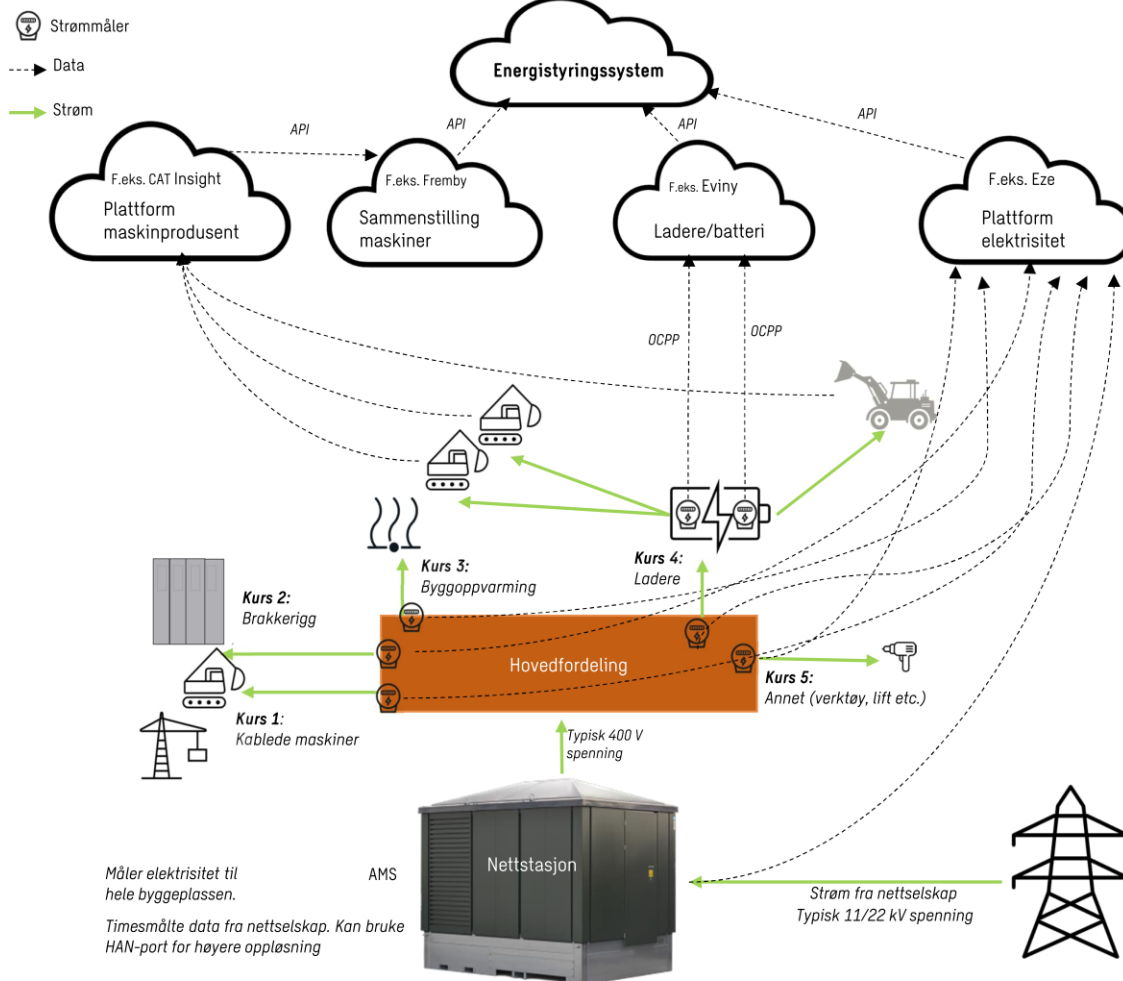 Strømmåler
Data
Strøm
Energistyringssystem
API
API
API
API
F.eks. CAT Insight
Plattform
maskinprodusent
F.eks. Fremby
Sammenstilling
maskiner
F.eks. Eviny
Ladere/batteri
F.eks. Eze
Plattform
elektrisitet
OCPP
OCPP
Kurs 3:
Byggoppvarming
Kurs 4:
Ladere
Kurs 2:
Brakkerigg
Hovedfordeling
Kurs 5:
Annet (verktøy, lift etc.)
Kurs 1:
Kablede maskiner
Typisk 400 V
spenning
Nettstasjon
AMS
Måler elektrisitet til
hele byggeplassen.
Timesmålte data fra nettselskap. Kan bruke
HAN-port for høyere oppløsning
Strøm fra nettselskap
Typisk 11/22 kV spenning